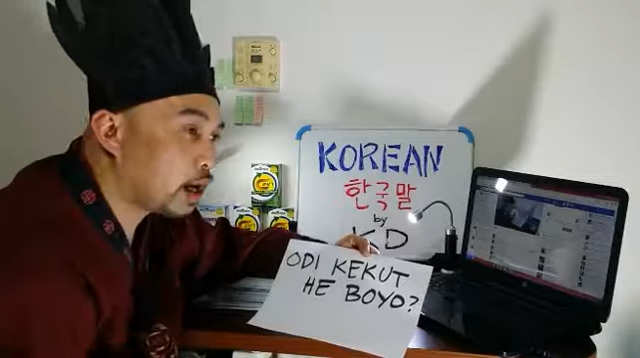 KOREAN
한국말
by
KD
ODI KEKUT
HE BOYO?